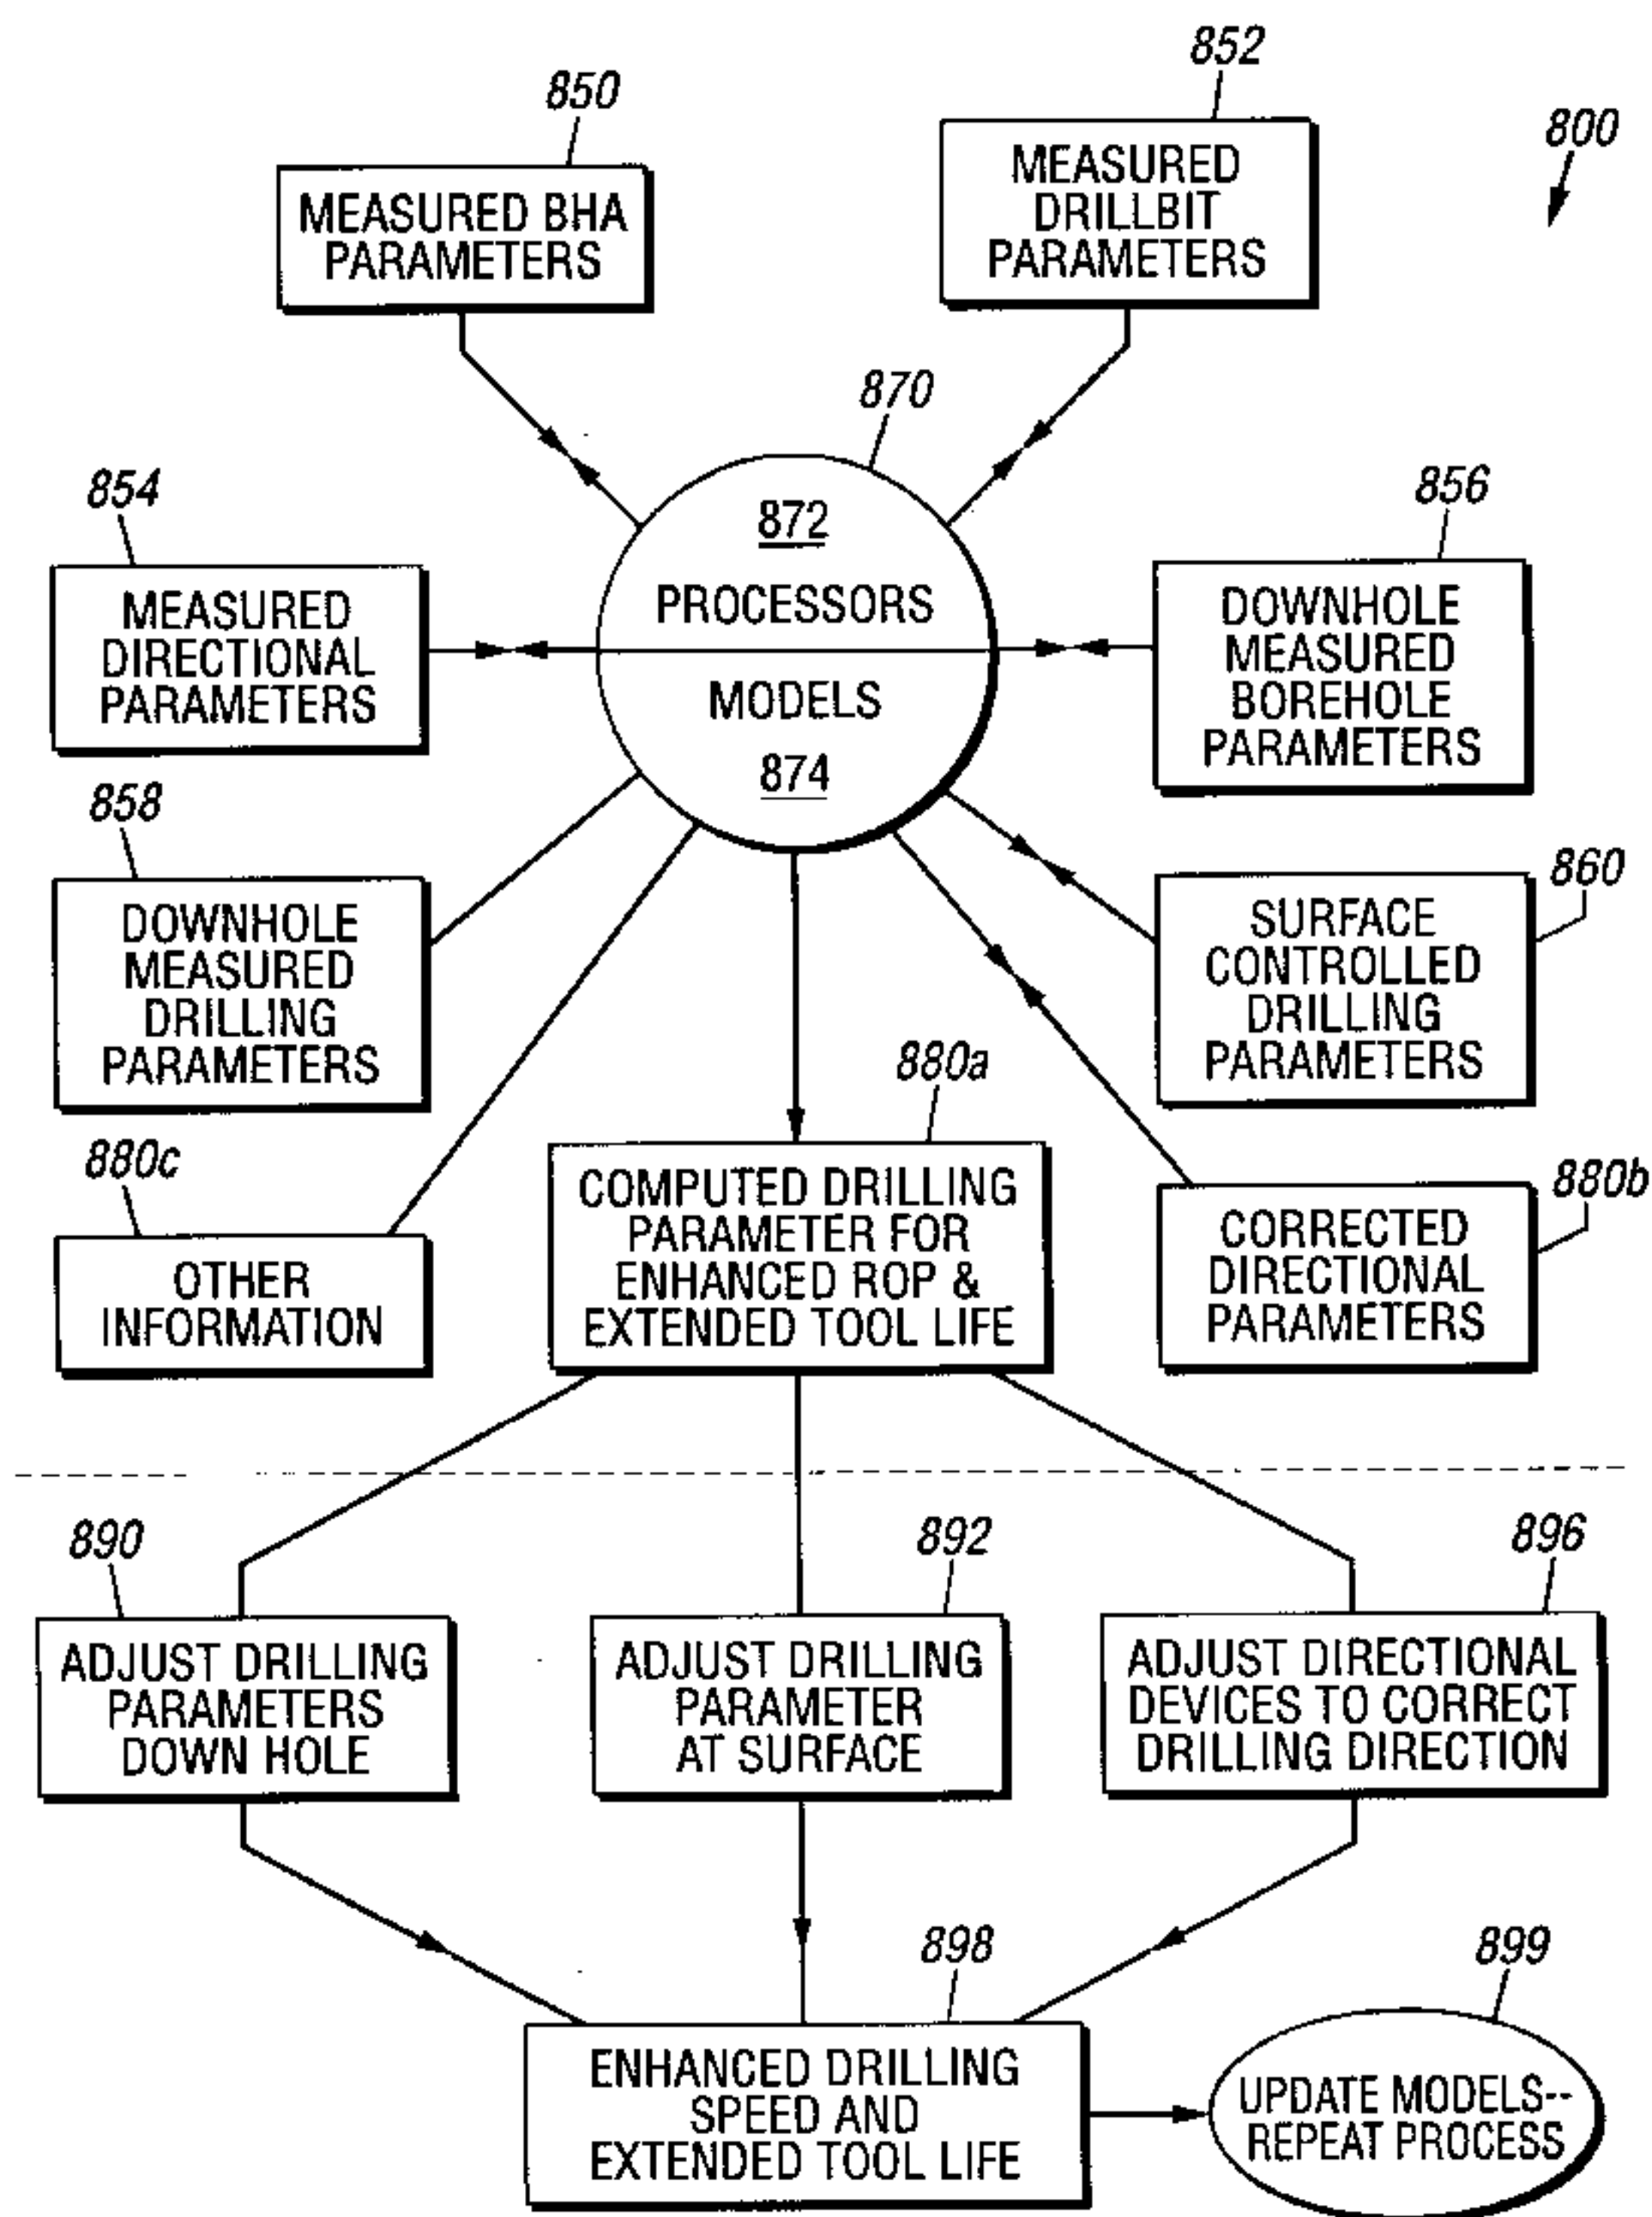 852
850
800
MEASURED BHA
PARAMETERS
MEASURED
DRILLBIT
PARAMETERS
870
854
856
872
PROCESSORS
MODELS
874
MEASURED
DIRECTIONAL
PARAMETERS
DOWNHOLE
MEASURED
BOREHOLE
PARAMETERS
858
860
DOWNHOLE
MEASURED
DRILLING
PARAMETERS
SURFACE
CONTROLLED
DRILLING
PARAMETERS
880a
880c
880b
COMPUTED DRILLING
PARAMETER FOR
ENHANCED ROP &
EXTENDED TOOL LIFE
OTHER
INFORMATION
CORRECTED
DIRECTIONAL
PARAMETERS
890
892
896
ADJUST DRILLING
PARAMETERS
DOWN HOLE
ADJUST DRILLING
PARAMETER
AT SURFACE
ADJUST DIRECTIONAL
DEVICES TO CORRECT
DRILLING DIRECTION
898
899
ENHANCED DRILLING
SPEED AND
EXTENDED TOOL LIFE
UPDATE MODELS--
REPEAT PROCESS